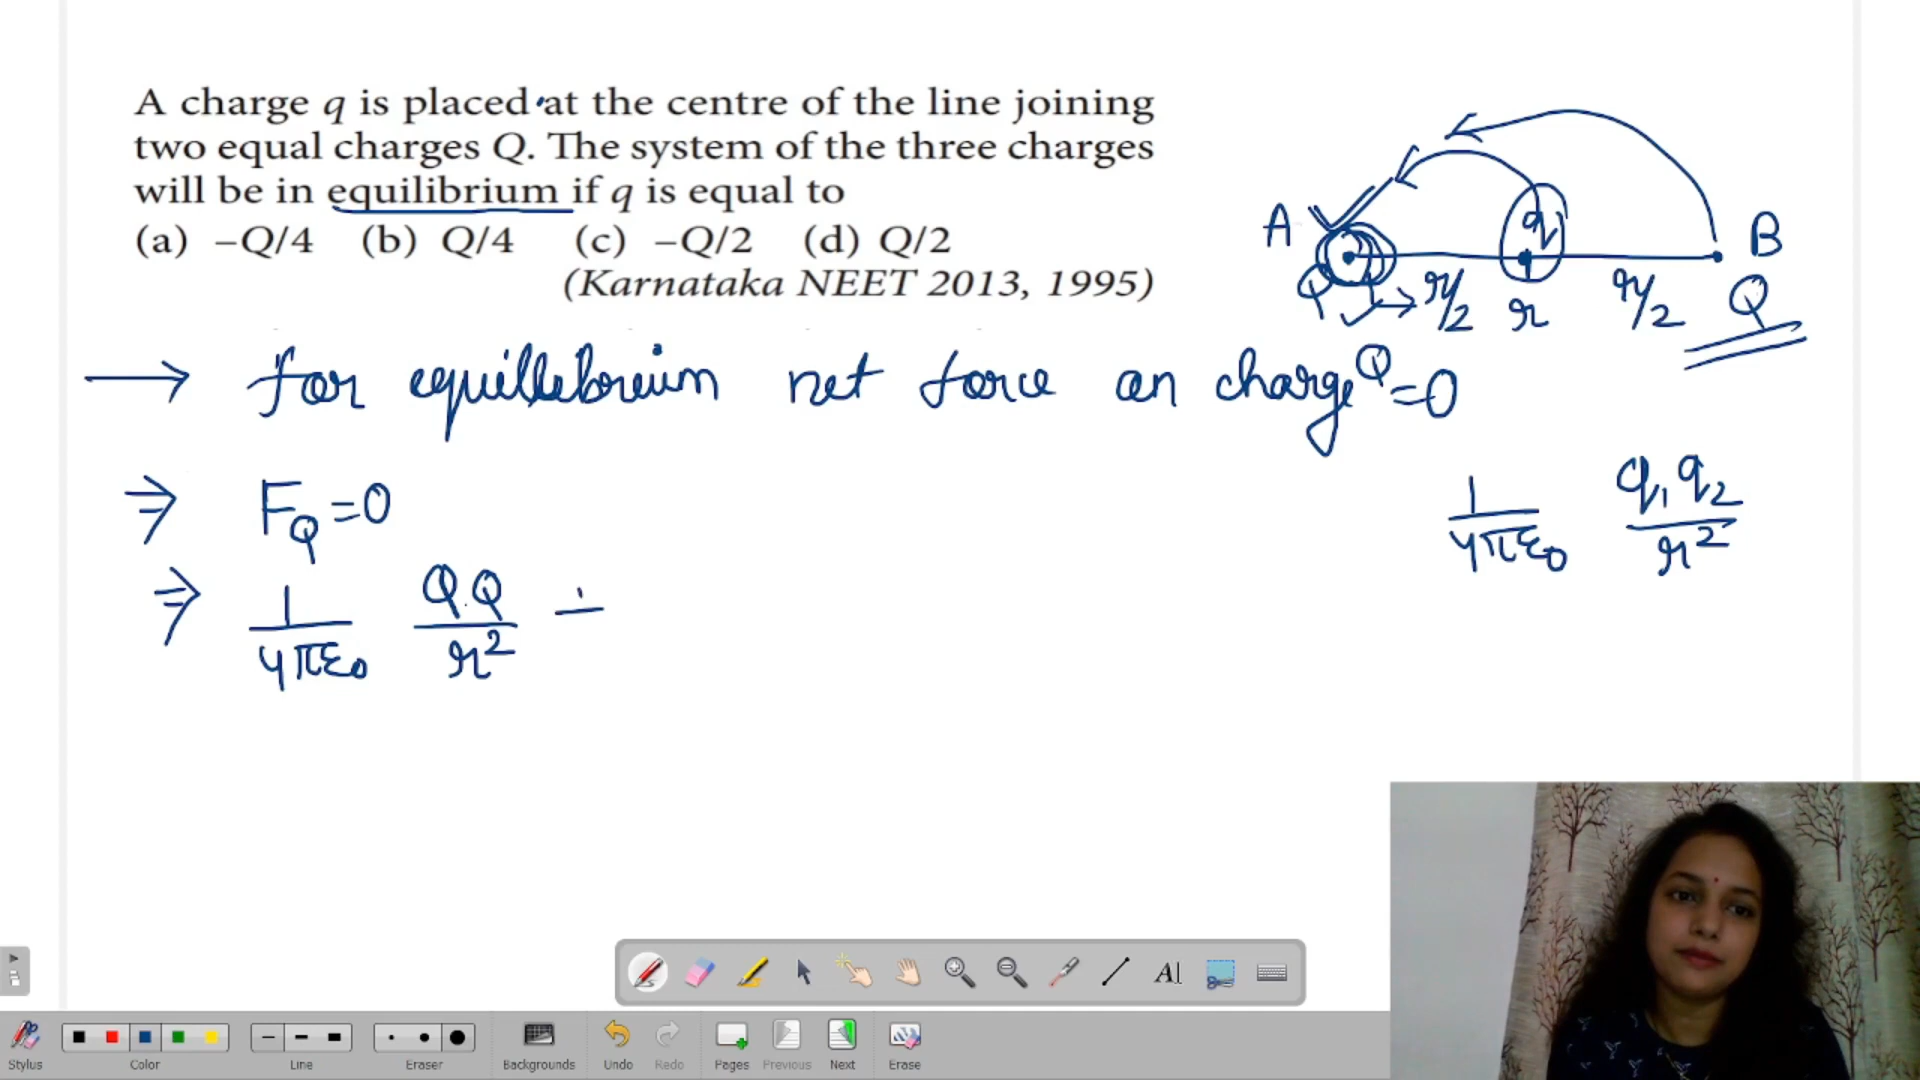 A charge q is placed at the centre of the line joining
two equal charges Q. The system of the three charges
will be in equilibrium if q is equal to
(a) –Q/4 (b) Q/4 (c) –Q/2 (d) Q/2
(Karnataka NEET 2013, 1995)
A q B
Q r/2 r r/2 Q
→ for equillebreium net force on charge Q = 0
⇒ F_Q = 0
1/4πε₀ q₁q₂/r²
⇒ 1/4πε₀ Q.Q/r² +
AI
Stylus Color Line Eraser Backgrounds Undo Redo Pages Previous Next Erase